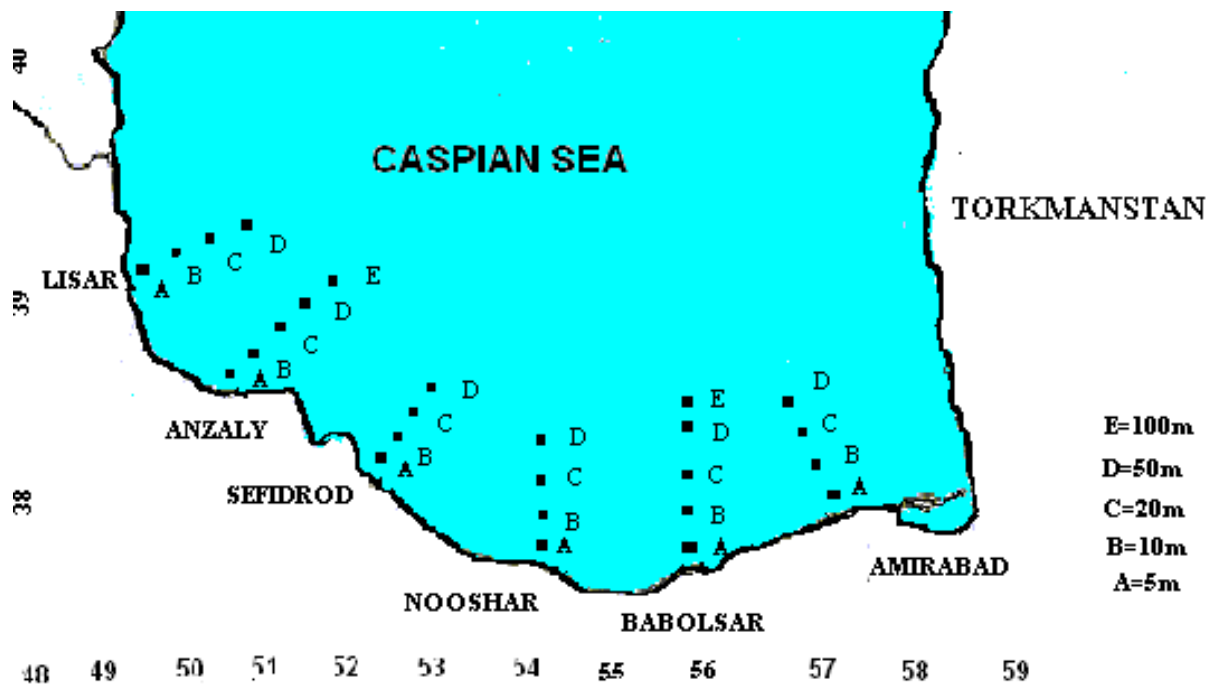 40
CASPIAN SEA
TORKMANSTAN
D
C
B
A
LISAR
39
E
D
C
B
A
ANZALY
D
C
B
A
SEFIDROD
38
D
C
B
A
NOOSHAR
E
D
C
B
A
BABOLSAR
D
C
B
A
AMIRABAD
E=100m
D=50m
C=20m
B=10m
A=5m
48 49 50 51 52 53 54 55 56 57 58 59